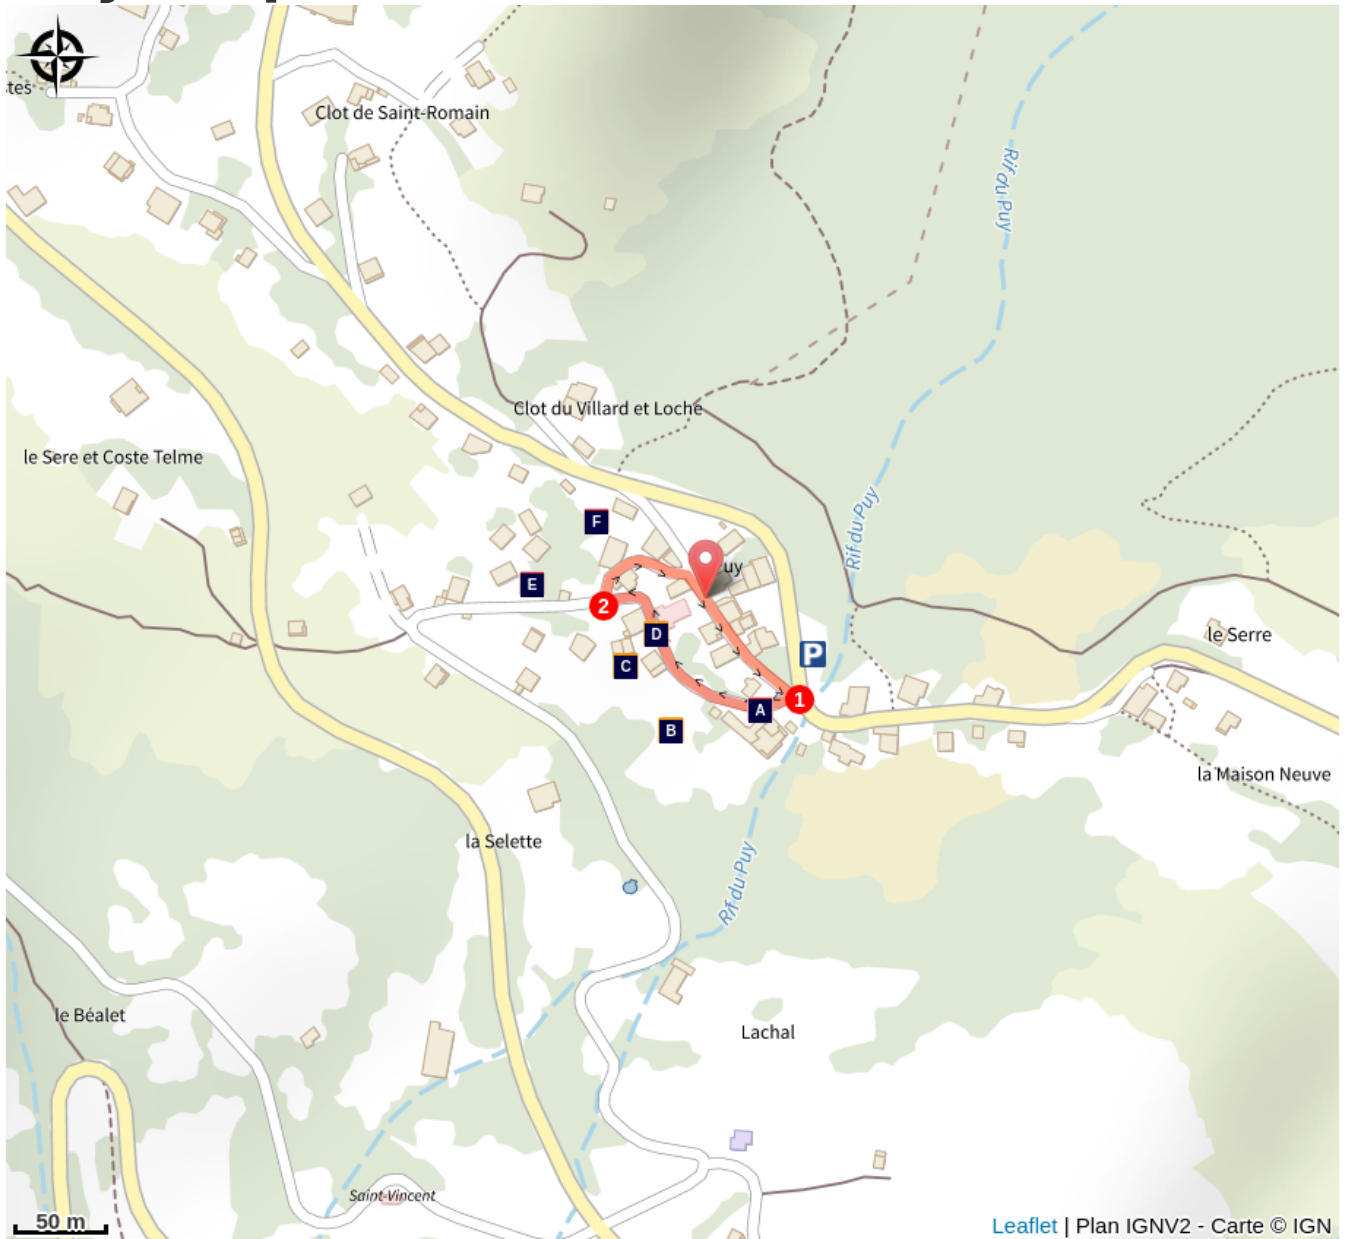 stes
Clot de Saint-Romain
Rif du Puy
Clot du Villard et Loche
le Sere et Coste Telme
Rif du Puy
F
uy
E
2
D
le Serre
P
C
1
A
B
la Maison Neuve
la Selette
Rif du Puy
le Béalet
Lachal
Saint-Vincent
50 m
Leaflet | Plan IGNV2 - Carte © IGN